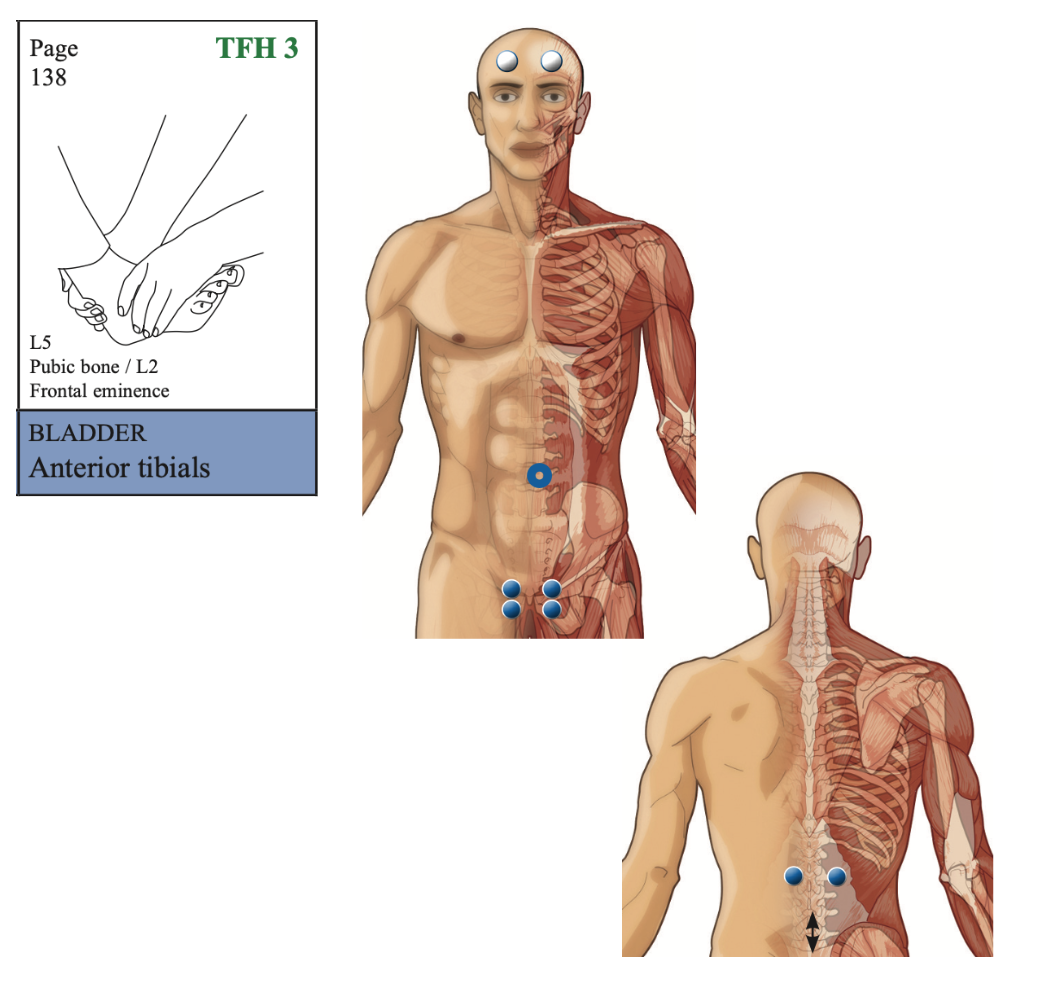 Page TFH 3
138
L5
Pubic bone / L2
Frontal eminence
BLADDER
Anterior tibials